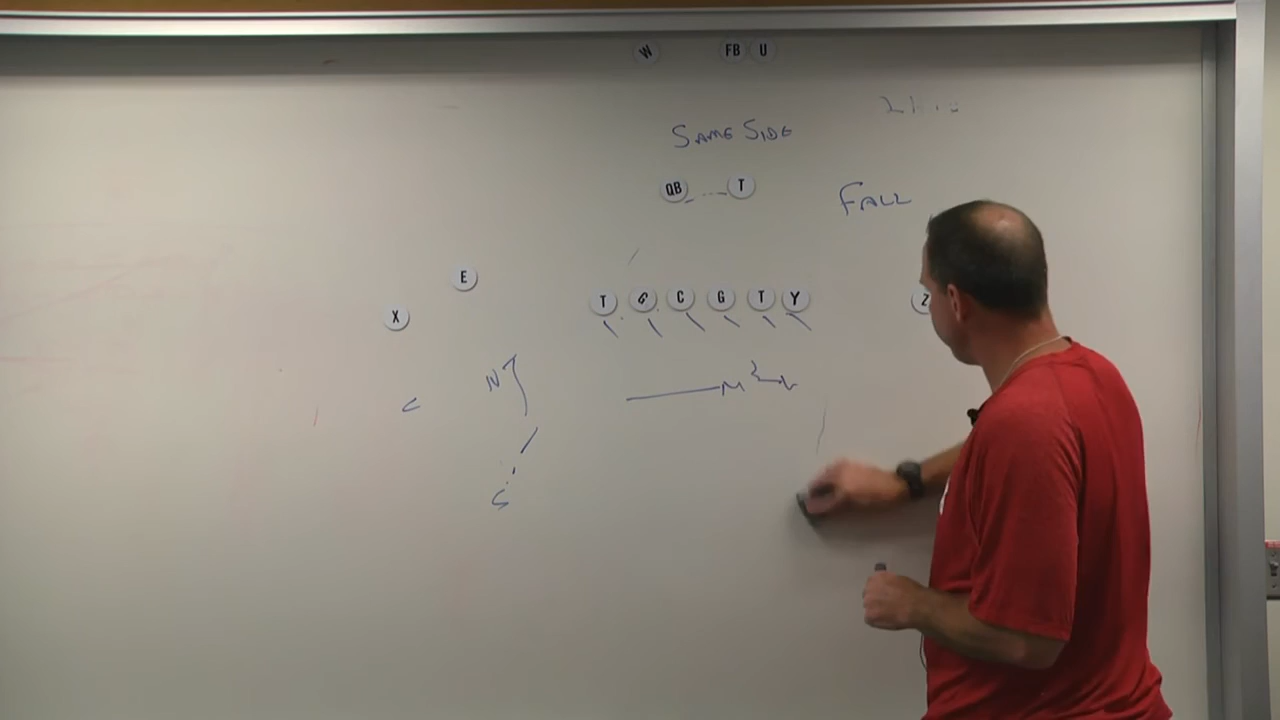 W FB U
SAME SIDE
QB T
FALL
E
X T G C G T Y Z
N M
C
S